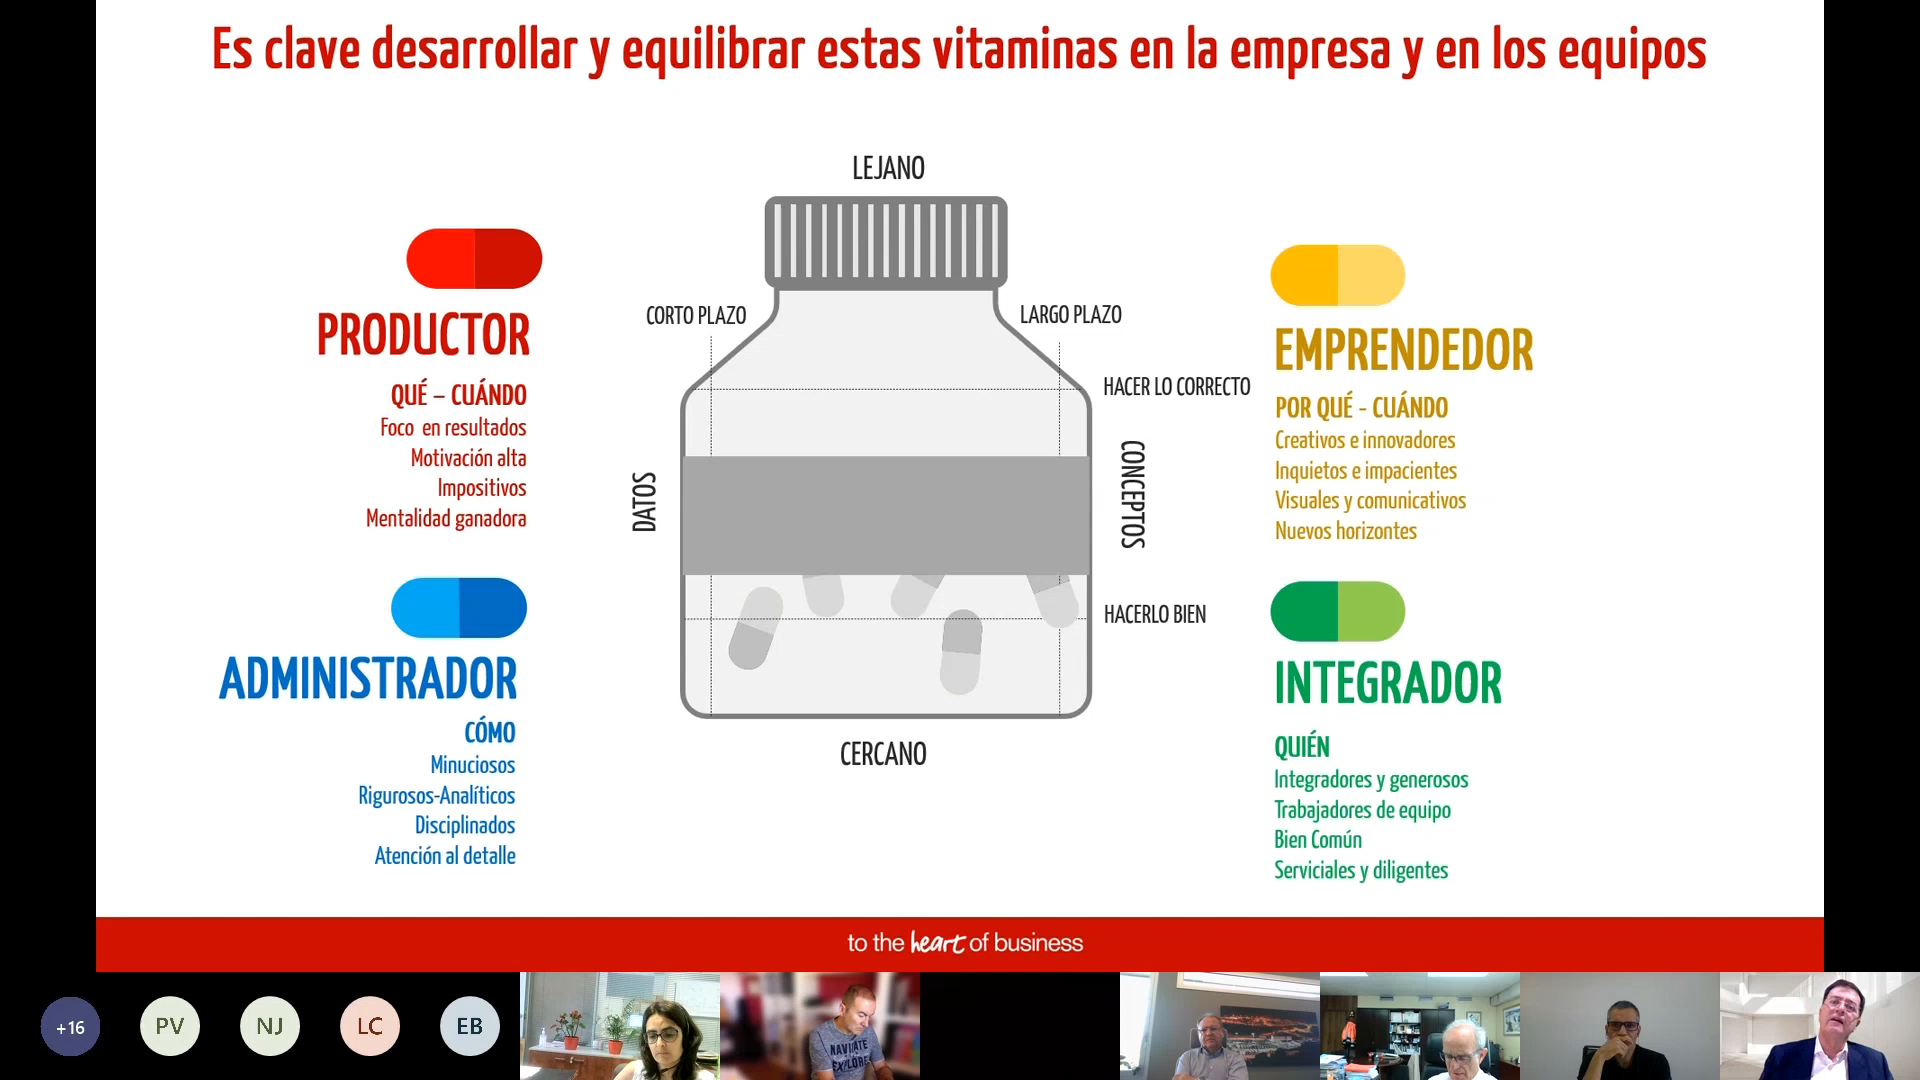 Es clave desarrollar y equilibrar estas vitaminas en la empresa y en los equipos
LEJANO
CORTO PLAZO
LARGO PLAZO
HACER LO CORRECTO
DATOS
CONCEPTOS
HACERLO BIEN
CERCANO
PRODUCTOR
QUÉ – CUÁNDO
Foco en resultados
Motivación alta
Impositivos
Mentalidad ganadora
EMPRENDEDOR
POR QUÉ - CUÁNDO
Creativos e innovadores
Inquietos e impacientes
Visuales y comunicativos
Nuevos horizontes
ADMINISTRADOR
CÓMO
Minuciosos
Rigurosos-Analíticos
Disciplinados
Atención al detalle
INTEGRADOR
QUIÉN
Integradores y generosos
Trabajadores de equipo
Bien Común
Serviciales y diligentes
to the heart of business
+16
PV
NJ
LC
EB
NAVIGATE
EXPLORE